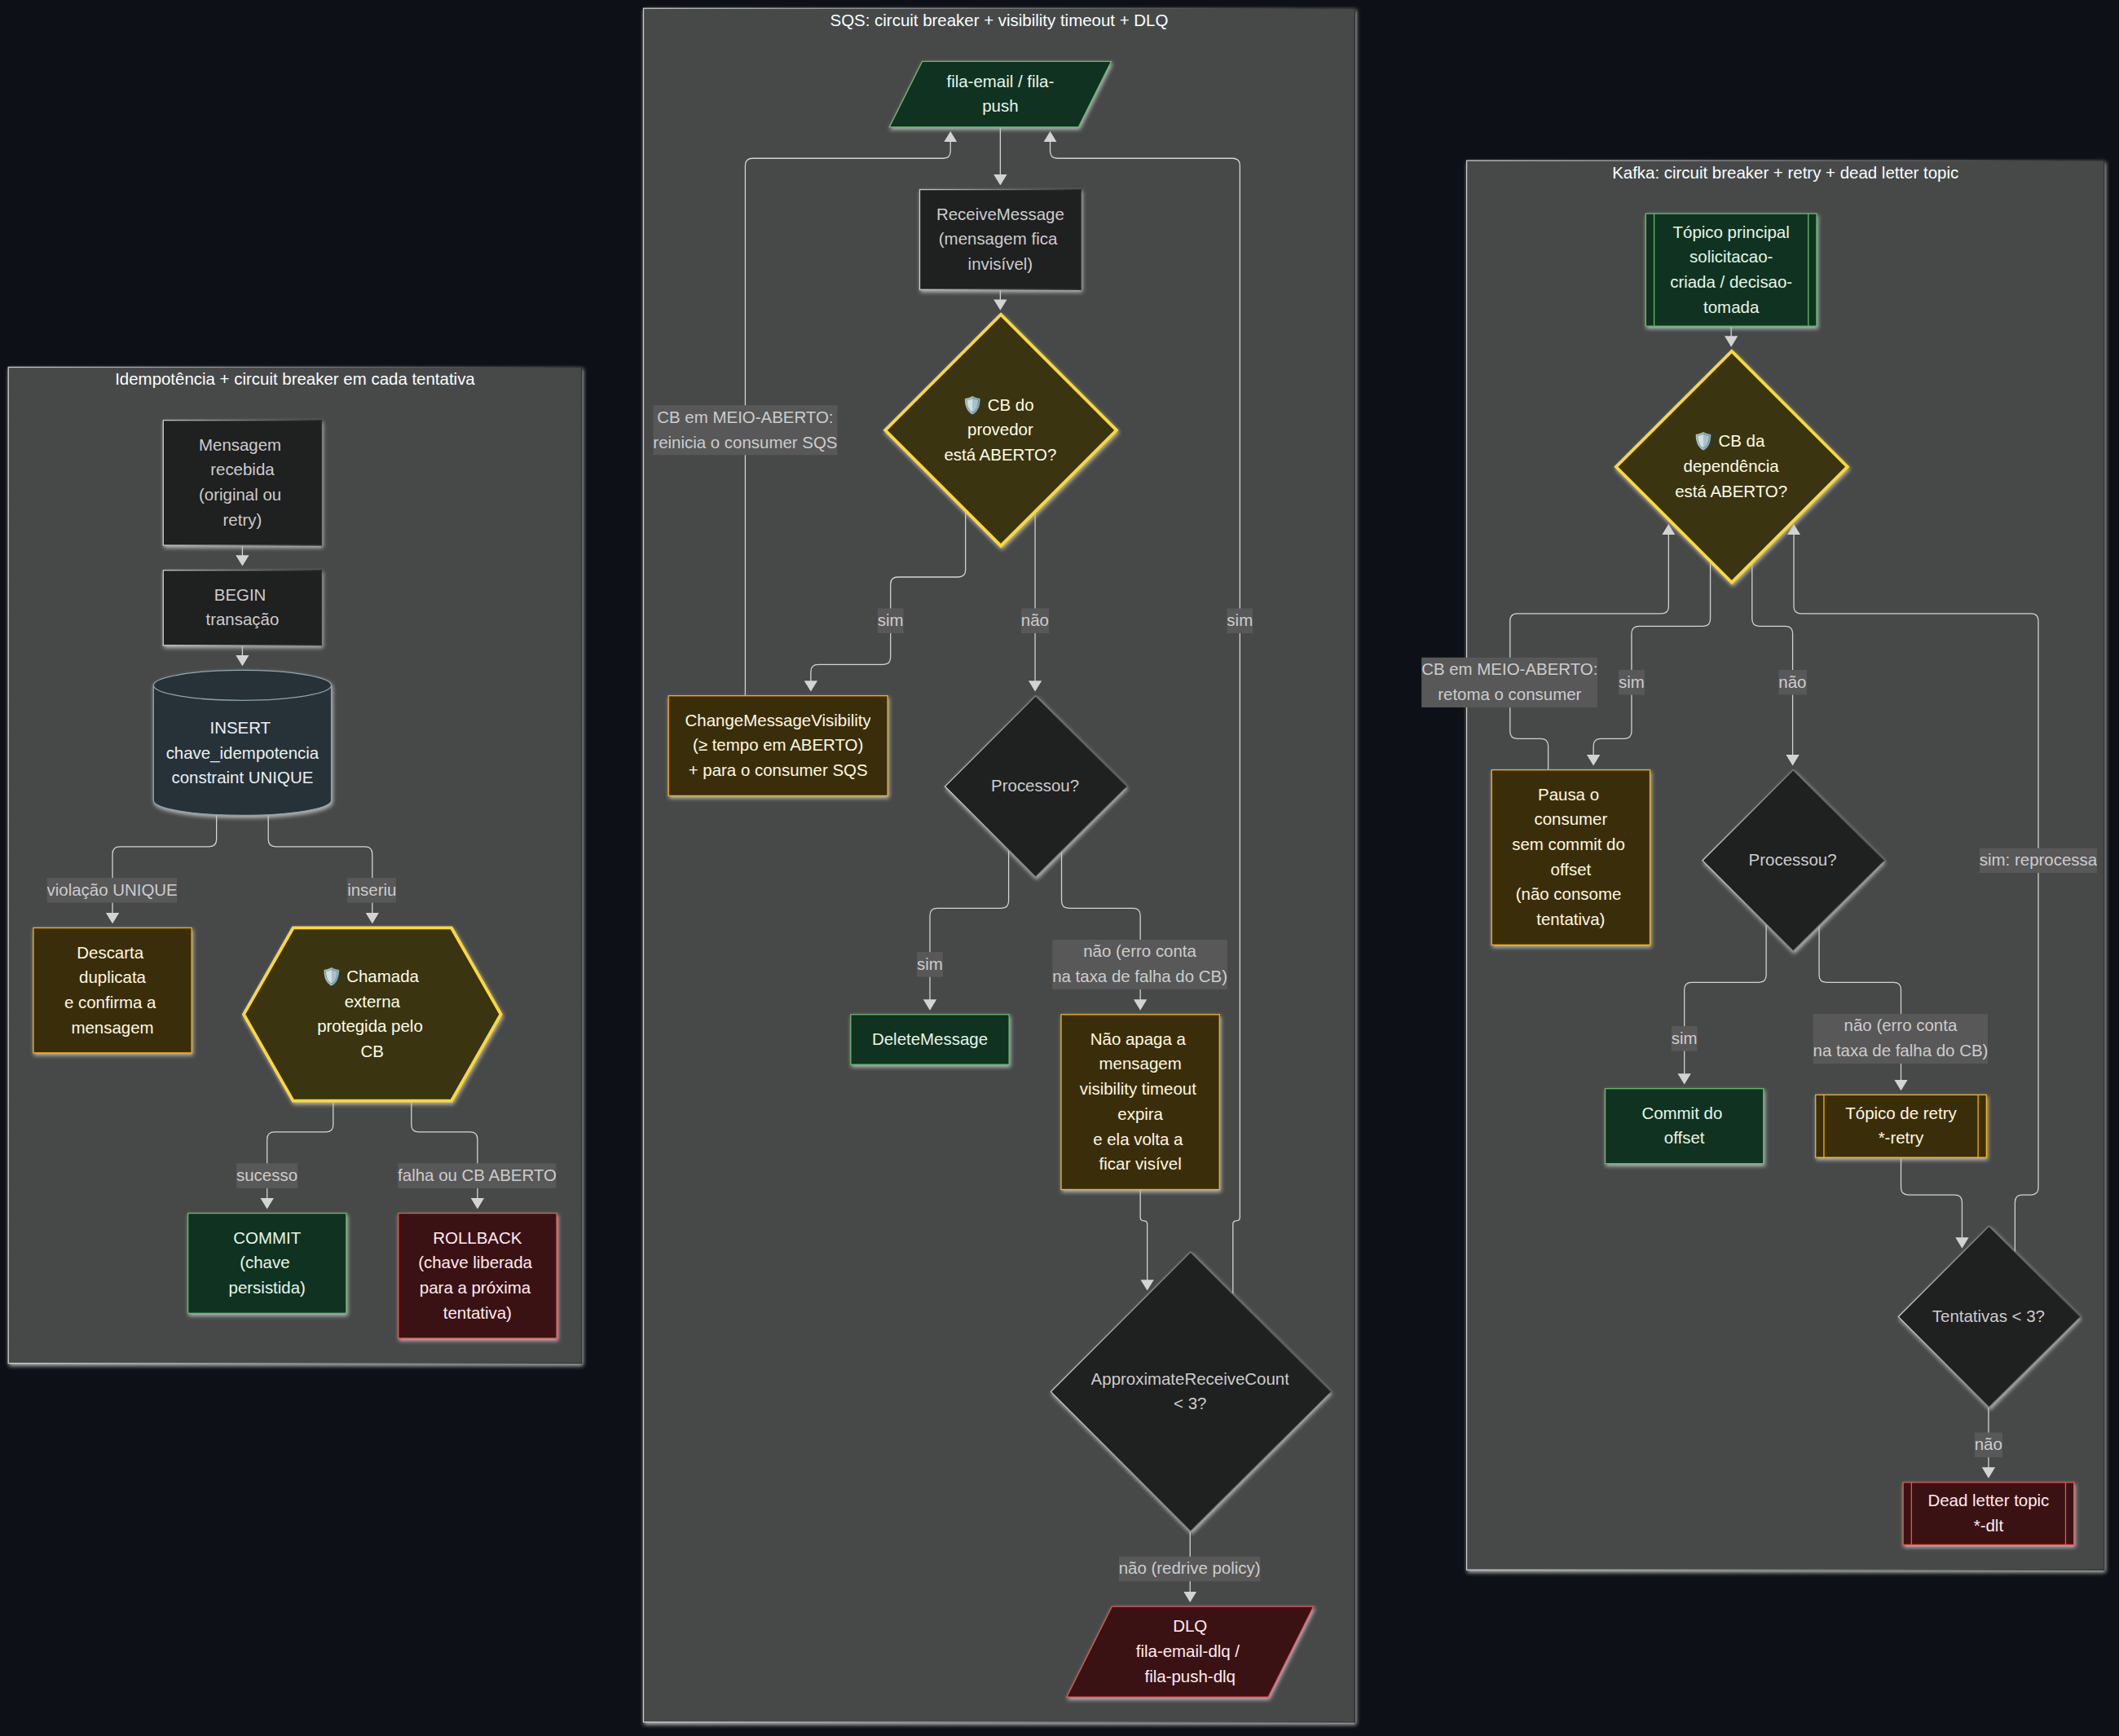 Idempotência + circuit breaker em cada tentativa
Mensagem
recebida
(original ou
retry)
BEGIN
transação
INSERT
chave_idempotencia
constraint UNIQUE
violação UNIQUE
inseriu
Descarta
duplicata
e confirma a
mensagem
🛡️ Chamada
externa
protegida pelo
CB
sucesso
falha ou CB ABERTO
COMMIT
(chave
persistida)
ROLLBACK
(chave liberada
para a próxima
tentativa)
SQS: circuit breaker + visibility timeout + DLQ
fila-email / fila-
push
ReceiveMessage
(mensagem fica
invisível)
CB em MEIO-ABERTO:
reinicia o consumer SQS
🛡️ CB do
provedor
está ABERTO?
sim
não
sim
ChangeMessageVisibility
(≥ tempo em ABERTO)
+ para o consumer SQS
Processou?
sim
não (erro conta
na taxa de falha do CB)
DeleteMessage
Não apaga a
mensagem
visibility timeout
expira
e ela volta a
ficar visível
ApproximateReceiveCount
< 3?
não (redrive policy)
DLQ
fila-email-dlq /
fila-push-dlq
Kafka: circuit breaker + retry + dead letter topic
Tópico principal
solicitacao-
criada / decisao-
tomada
🛡️ CB da
dependência
está ABERTO?
CB em MEIO-ABERTO:
retoma o consumer
sim
não
Pausa o
consumer
sem commit do
offset
(não consome
tentativa)
Processou?
sim: reprocessa
sim
não (erro conta
na taxa de falha do CB)
Commit do
offset
Tópico de retry
*-retry
Tentativas < 3?
não
Dead letter topic
*-dlt